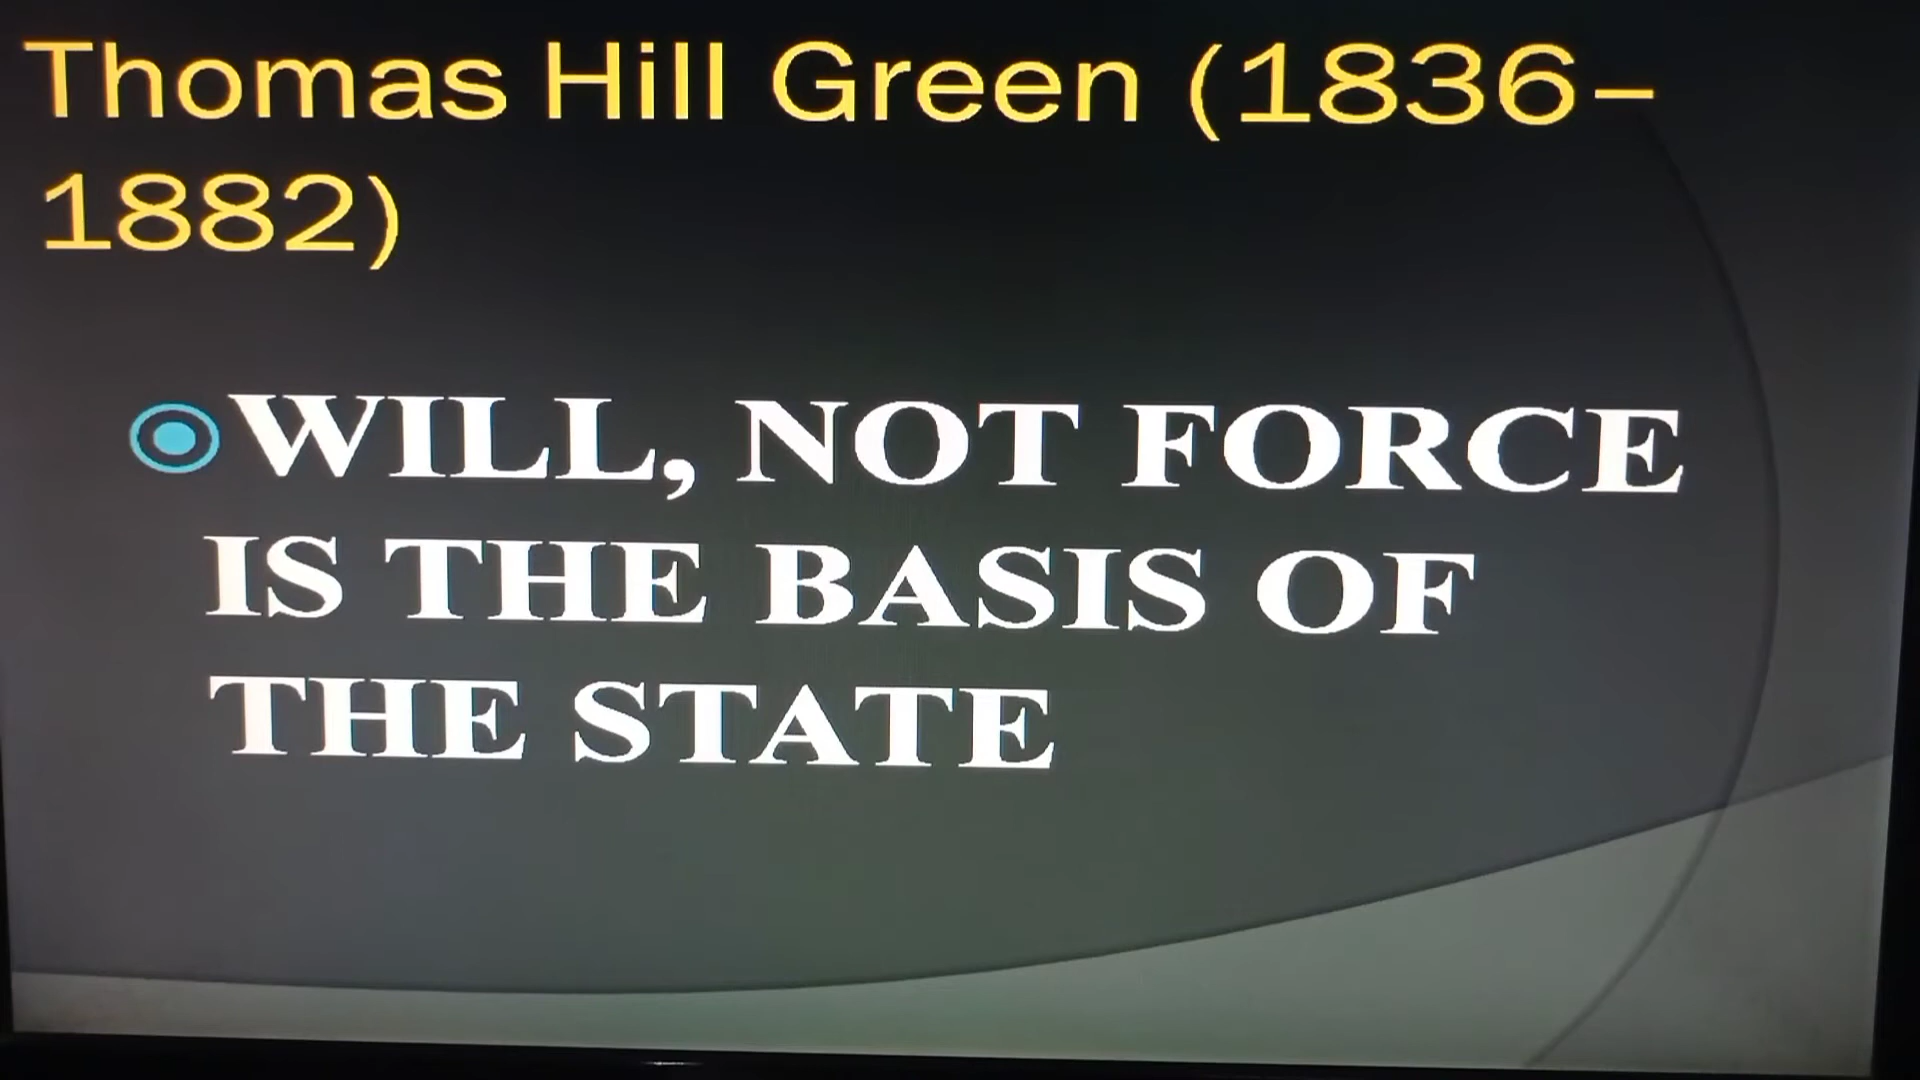 Thomas Hill Green (1836–
1882)
WILL, NOT FORCE
IS THE BASIS OF
THE STATE